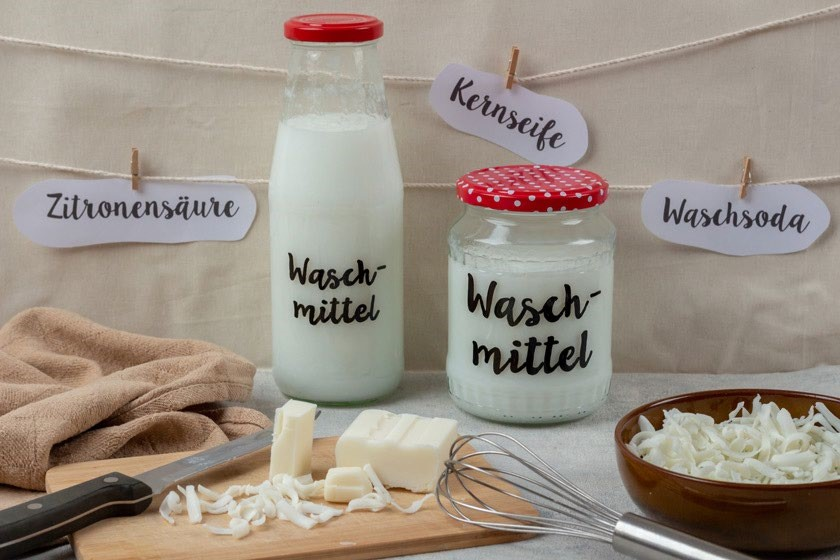 Kernseife
Zitronensäure
Waschsoda
Wasch-
mittel
Wasch-
mittel